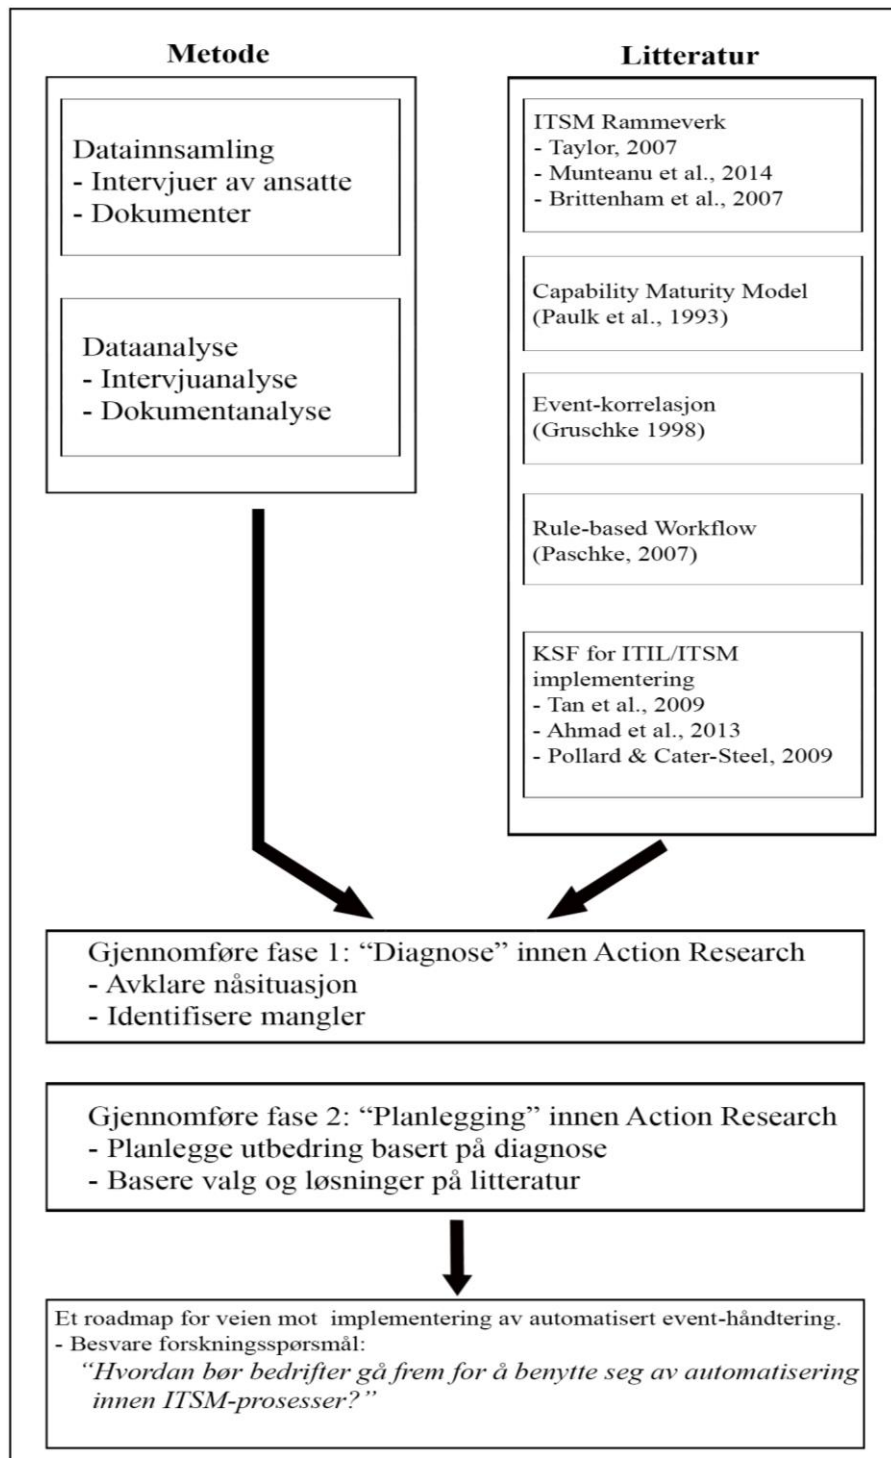 Metode
Datainnsamling
- Intervjuer av ansatte
- Dokumenter
Dataanalyse
- Intervjuanalyse
- Dokumentanalyse
Litteratur
ITSM Rammeverk
- Taylor, 2007
- Munteanu et al., 2014
- Brittenham et al., 2007
Capability Maturity Model
(Paulk et al., 1993)
Event-korrelasjon
(Gruschke 1998)
Rule-based Workflow
(Paschke, 2007)
KSF for ITIL/ITSM
implementering
- Tan et al., 2009
- Ahmad et al., 2013
- Pollard & Cater-Steel, 2009
Gjennomføre fase 1: “Diagnose” innen Action Research
- Avklare nåsituasjon
- Identifisere mangler
Gjennomføre fase 2: “Planlegging” innen Action Research
- Planlegge utbedring basert på diagnose
- Basere valg og løsninger på litteratur
Et roadmap for veien mot implementering av automatisert event-håndtering.
- Besvare forskningsspørsmål:
“Hvordan bør bedrifter gå frem for å benytte seg av automatisering
innen ITSM-prosesser?”